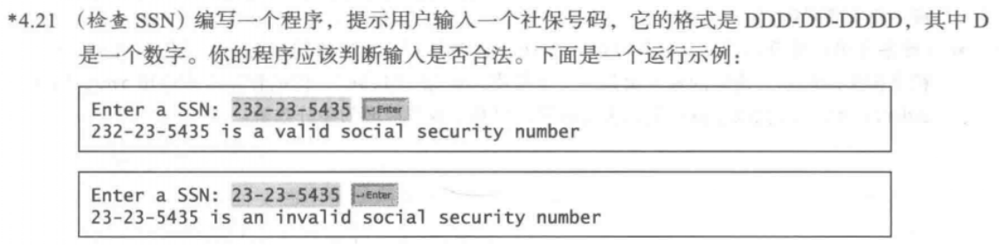 *4.21 （检查 SSN）编写一个程序，提示用户输入一个社保号码，它的格式是 DDD-DD-DDDD，其中 D
是一个数字。你的程序应该判断输入是否合法。下面是一个运行示例：
Enter a SSN: 232-23-5435 ↵Enter
232-23-5435 is a valid social security number
Enter a SSN: 23-23-5435 ↵Enter
23-23-5435 is an invalid social security number